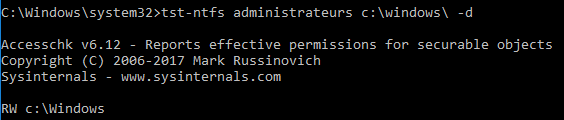 C:\Windows\system32>tst-ntfs administrateurs c:\windows\ -d
Accesschk v6.12 - Reports effective permissions for securable objects
Copyright (C) 2006-2017 Mark Russinovich
Sysinternals - www.sysinternals.com
RW c:\Windows